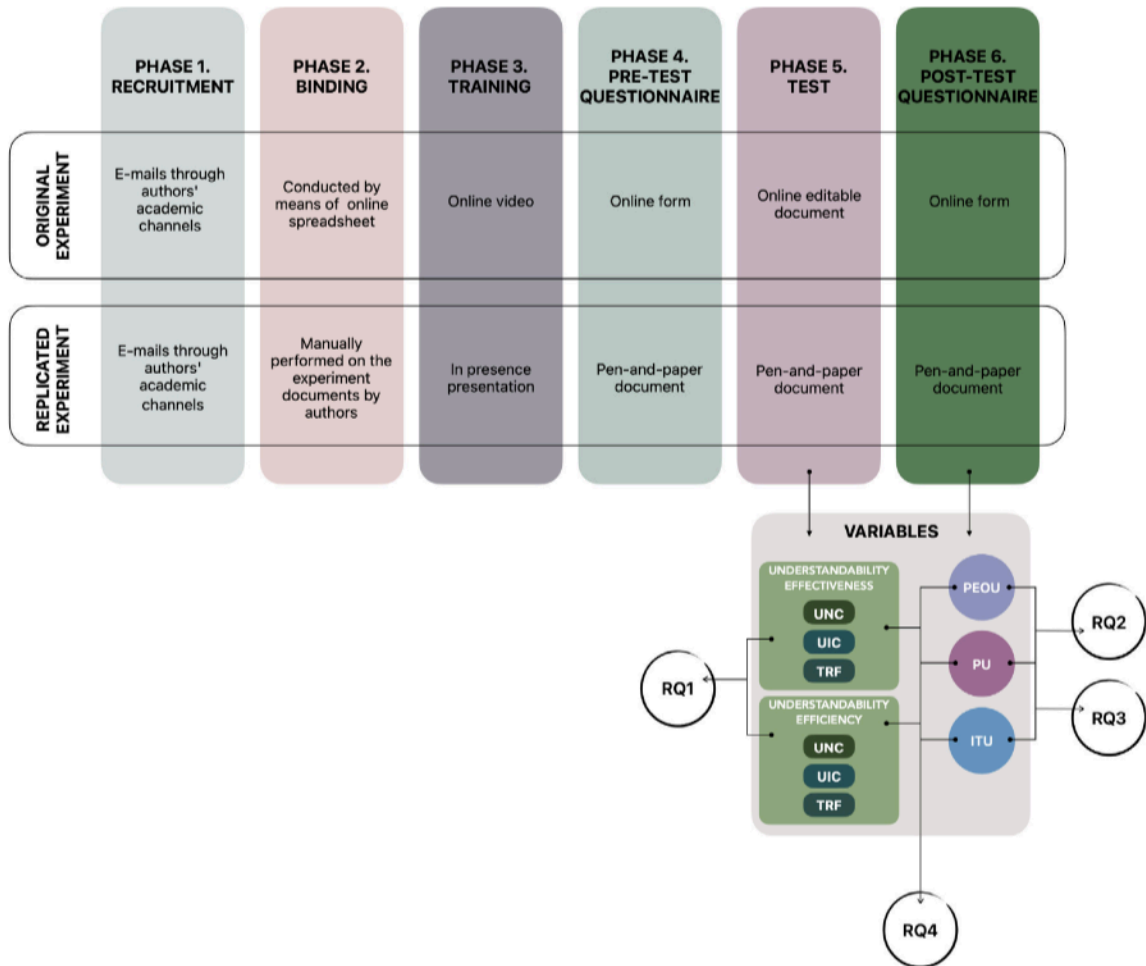 PHASE 1.
RECRUITMENT
PHASE 2.
BINDING
PHASE 3.
TRAINING
PHASE 4.
PRE-TEST
QUESTIONNAIRE
PHASE 5.
TEST
PHASE 6.
POST-TEST
QUESTIONNAIRE
ORIGINAL
EXPERIMENT
E-mails through
authors'
academic
channels
Conducted by
means of online
spreadsheet
Online video
Online form
Online editable
document
Online form
REPLICATED
EXPERIMENT
E-mails through
authors'
academic
channels
Manually
performed on the
experiment
documents by
authors
In presence
presentation
Pen-and-paper
document
Pen-and-paper
document
Pen-and-paper
document
VARIABLES
UNDERSTANDABILITY
EFFECTIVENESS
UNC
UIC
TRF
UNDERSTANDABILITY
EFFICIENCY
UNC
UIC
TRF
PEOU
PU
ITU
RQ1
RQ2
RQ3
RQ4